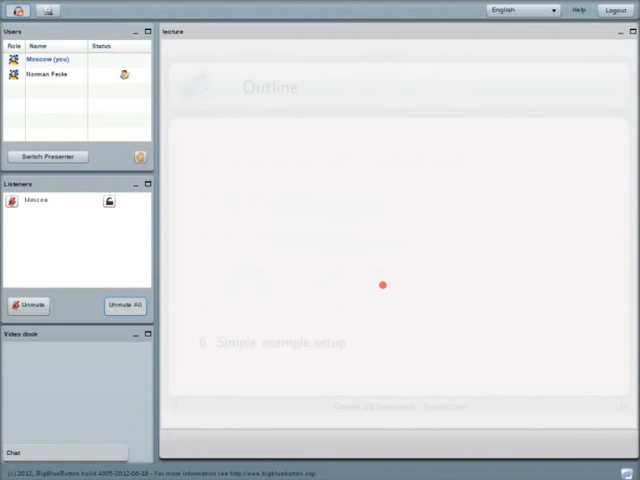 English
Help
Logout
Users
Role Name Status
Moscow (you)
Norman Feske
Switch Presenter
Listeners
Moscow
Unmute
Unmute All
Video dock
Chat
lecture
Outline
6. Simple example setup
(c) 2012, BigBlueButton build 4005-2012-06-18 - For more information see http://www.bigbluebutton.org/.